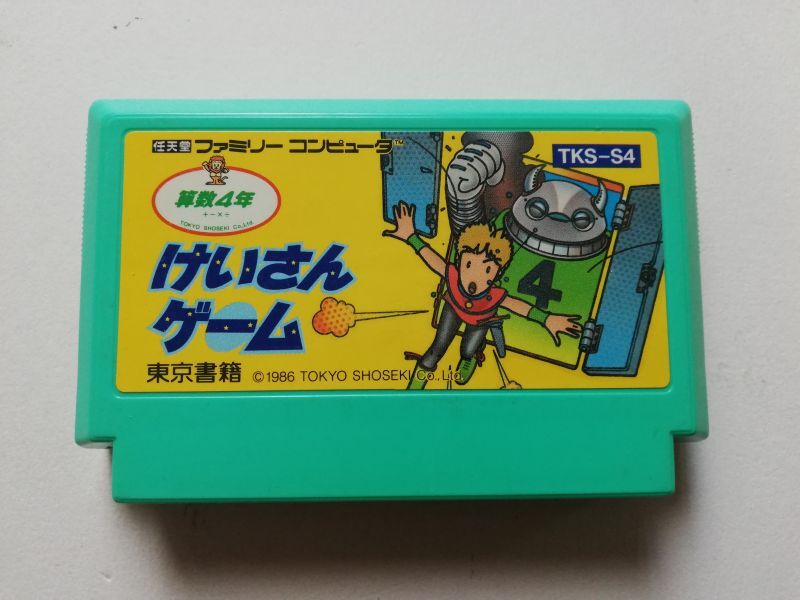 任天堂 ファミリー コンピュータ™
TKS-S4
算数4年
+-×÷
TOKYO SHOSEKI Co., Ltd.
けいさん
ゲーム
4
東京書籍 ©1986 TOKYO SHOSEKI Co., Ltd.